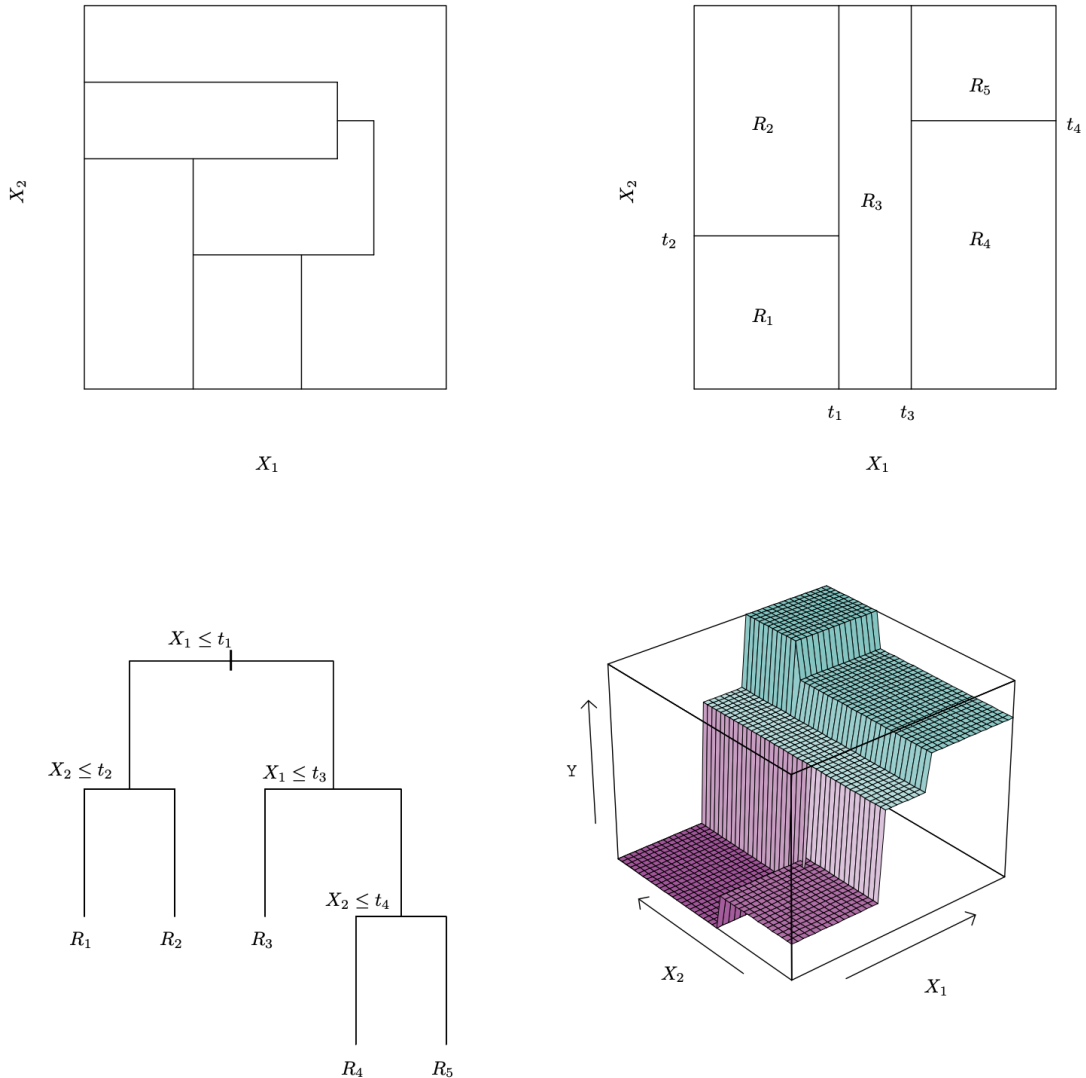 X₂
X₁
X₂
R₂
R₅
t₄
R₃
t₂
R₄
R₁
t₁
t₃
X₁
X₁ ≤ t₁
X₂ ≤ t₂
X₁ ≤ t₃
X₂ ≤ t₄
R₁
R₂
R₃
R₄
R₅
Y
X₂
X₁